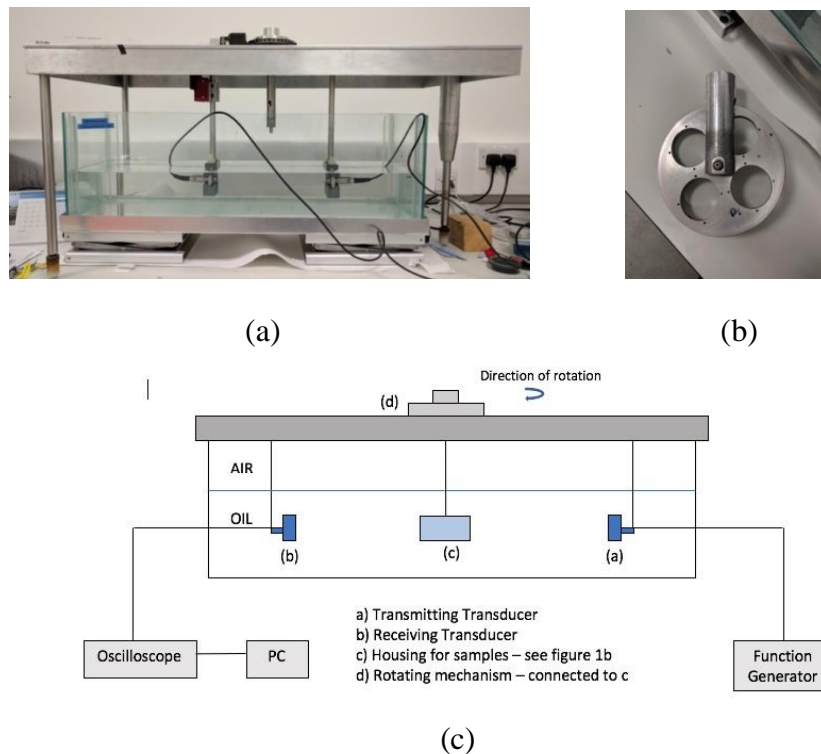 (a)
(b)
Direction of rotation
(d)
AIR
OIL
(b)
(c)
(a)
a) Transmitting Transducer
b) Receiving Transducer
c) Housing for samples – see figure 1b
d) Rotating mechanism – connected to c
Oscilloscope
PC
Function
Generator
(c)